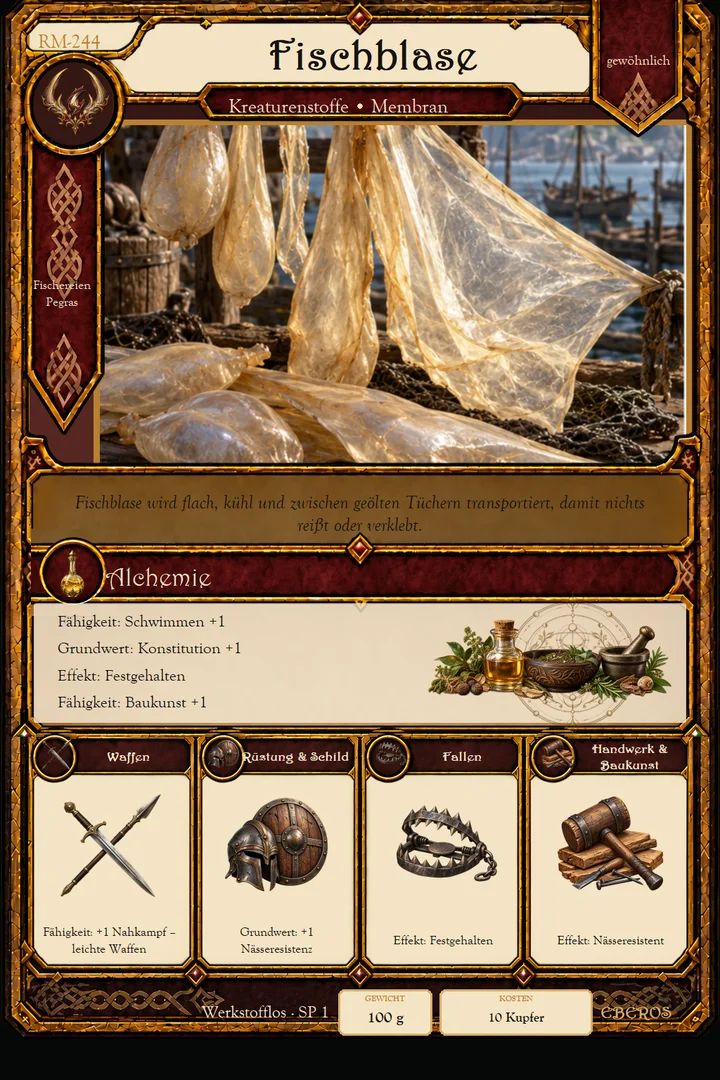 RM-244
Fischblase
gewöhnlich
Kreaturenstoffe • Membran
Fischereien
Pegras
Fischblase wird flach, kühl und zwischen geölten Tüchern transportiert, damit nichts
reißt oder verklebt.
Alchemie
Fähigkeit: Schwimmen +1
Grundwert: Konstitution +1
Effekt: Festgehalten
Fähigkeit: Baukunst +1
Waffen
Rüstung & Schild
Fallen
Handwerk &
Baukunst
Fähigkeit: +1 Nahkampf –
leichte Waffen
Grundwert: +1
Nässeresistenz
Effekt: Festgehalten
Effekt: Nässeresistent
Werkstofflos · SP 1
GEWICHT
100 g
KOSTEN
10 Kupfer
EBEROS